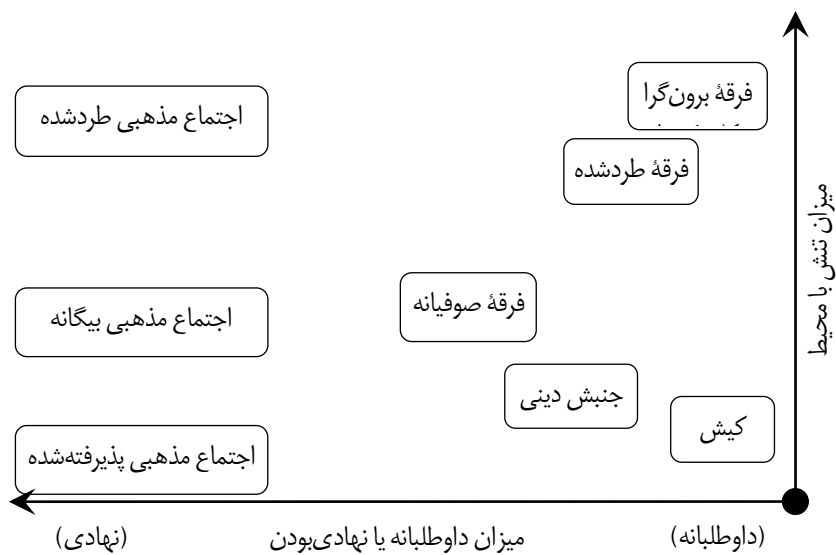 فرقهٔ برون‌گرا
اجتماع مذهبی طردشده
فرقهٔ طردشده
میزان تنش با محیط
فرقهٔ صوفیانه
اجتماع مذهبی بیگانه
جنبش دینی
کیش
اجتماع مذهبی پذیرفته‌شده
(داوطلبانه)
میزان داوطلبانه یا نهادی‌بودن
(نهادی)